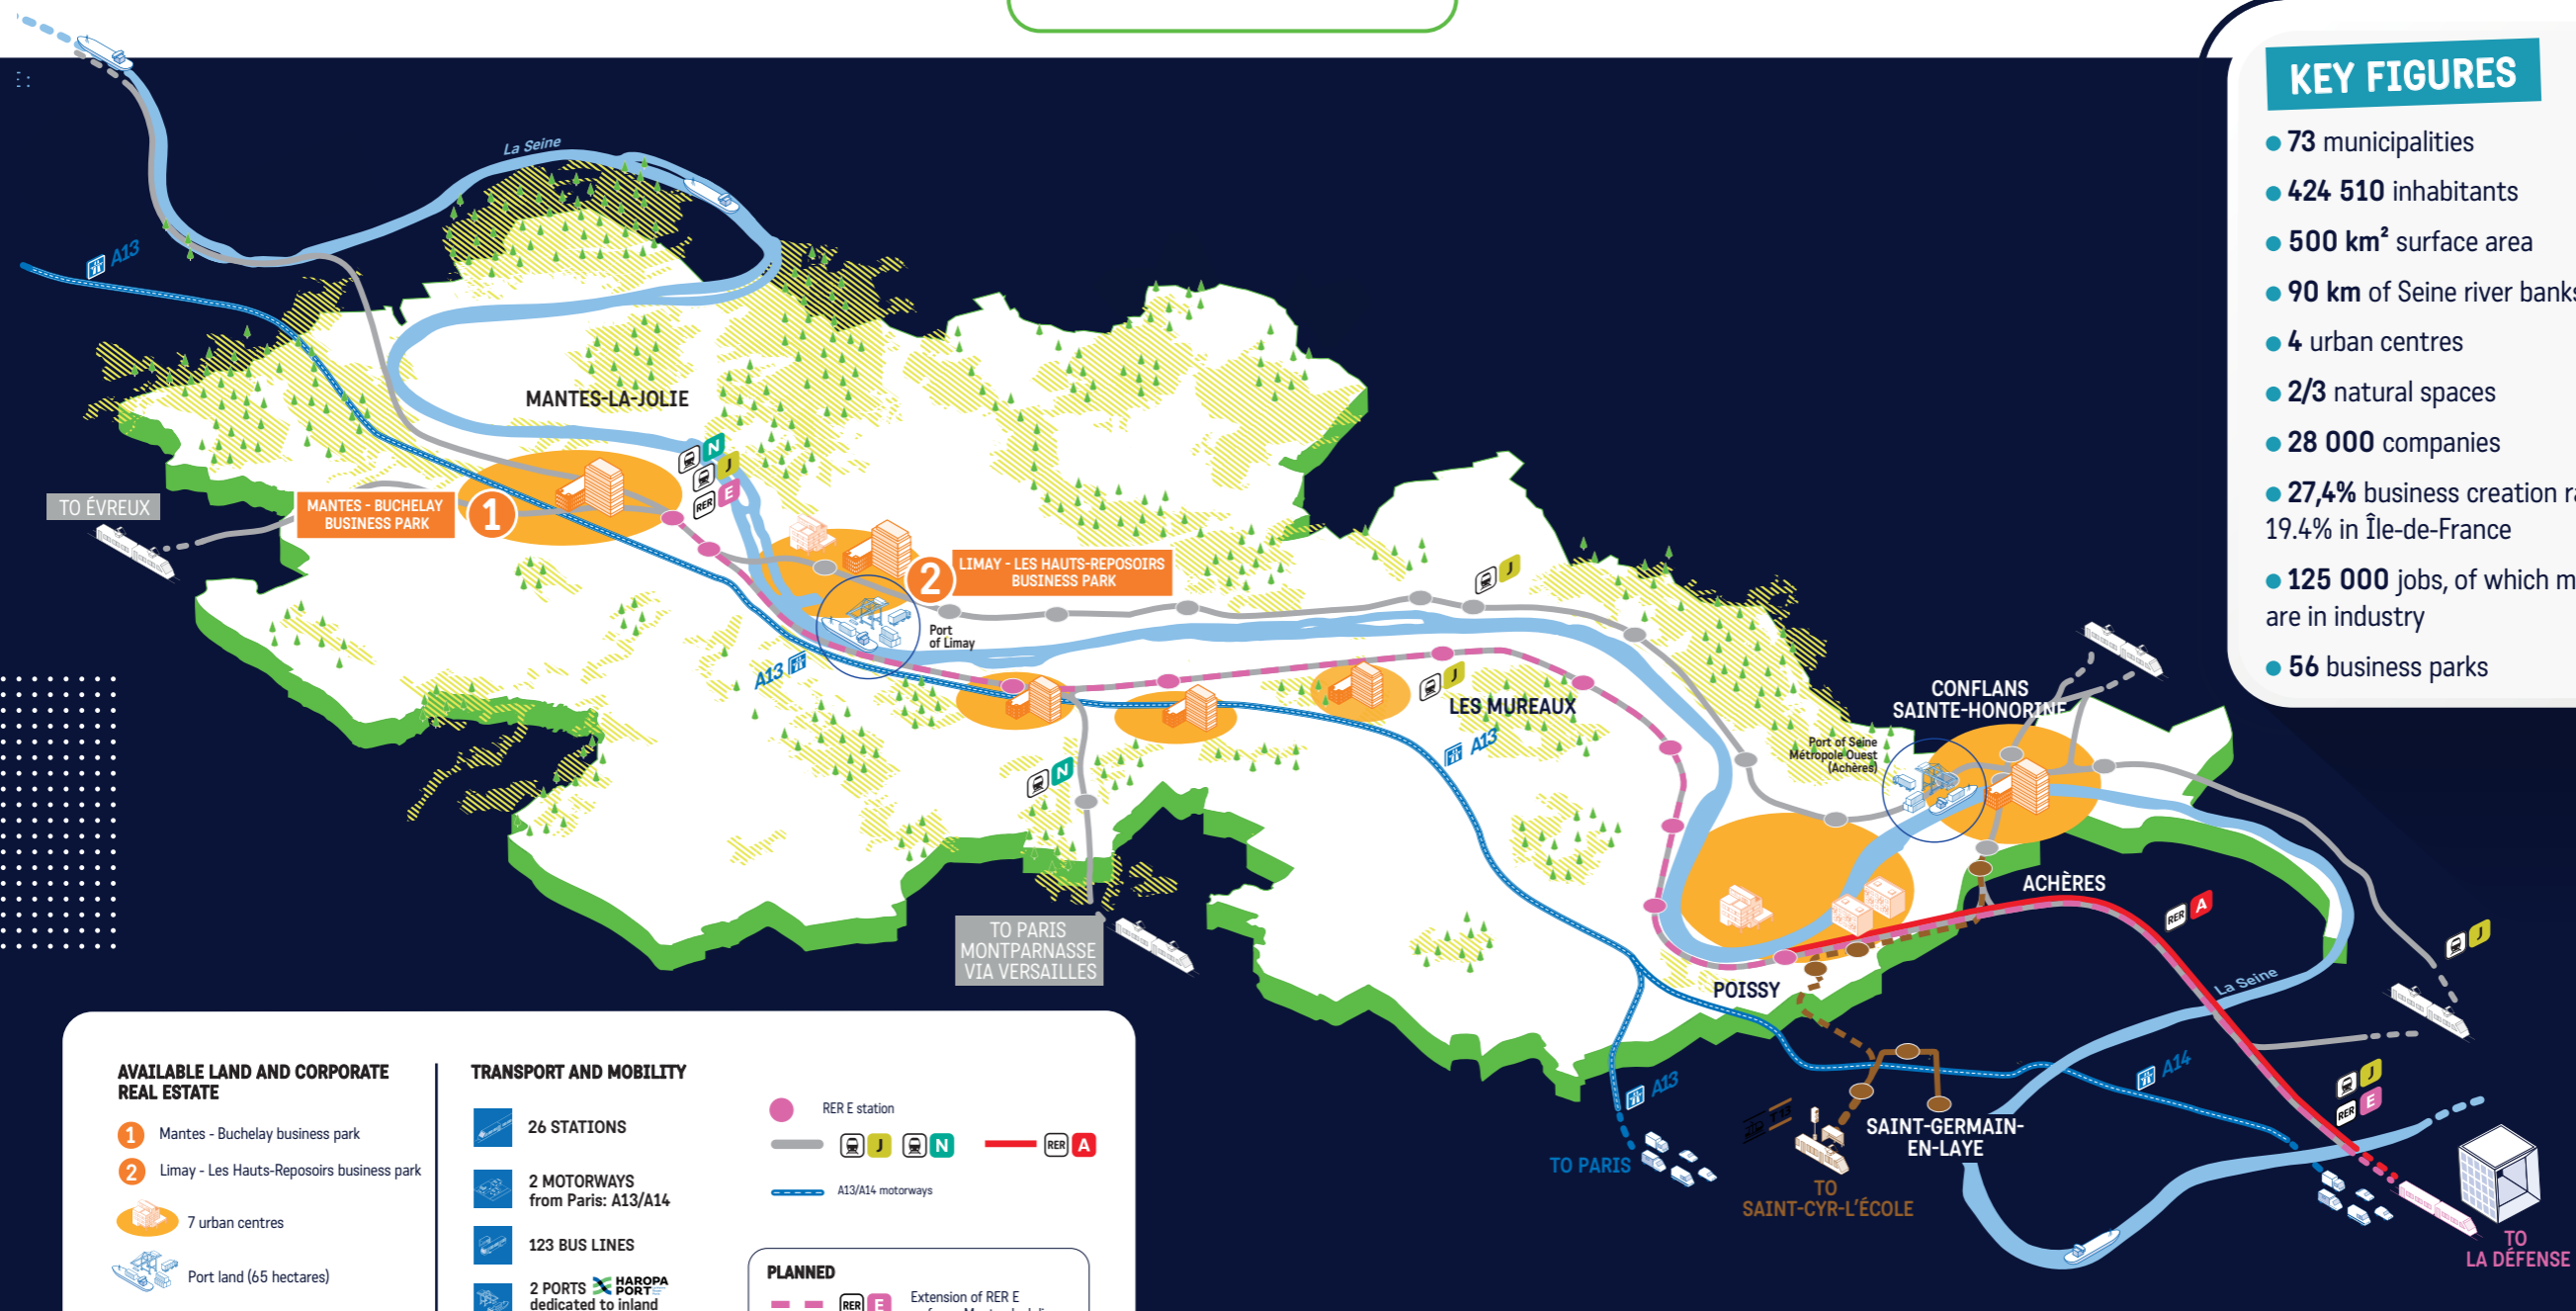 La Seine
A13
MANTES-LA-JOLIE
N
J
RER E
TO ÉVREUX
MANTES - BUCHELAY
BUSINESS PARK
1
2
LIMAY - LES HAUTS-REPOSOIRS
BUSINESS PARK
Port
of Limay
A13
J
J
LES MUREAUX
A13
N
TO PARIS
MONTPARNASSE
VIA VERSAILLES
CONFLANS
SAINTE-HONORINE
Port of Seine
Métropole Ouest
(Achères)
ACHÈRES
RER A
J
La Seine
POISSY
A14
A13
J
RER E
T13
SAINT-GERMAIN-
EN-LAYE
TO PARIS
TO
SAINT-CYR-L'ÉCOLE
TO
LA DÉFENSE
KEY FIGURES
• 73 municipalities
• 424 510 inhabitants
• 500 km² surface area
• 90 km of Seine river banks
• 4 urban centres
• 2/3 natural spaces
• 28 000 companies
• 27,4% business creation
19.4% in Île-de-France
• 125 000 jobs, of which
are in industry
• 56 business parks
AVAILABLE LAND AND CORPORATE
REAL ESTATE
1 Mantes - Buchelay business park
2 Limay - Les Hauts-Reposoirs business park
7 urban centres
Port land (65 hectares)
TRANSPORT AND MOBILITY
26 STATIONS
2 MOTORWAYS
from Paris: A13/A14
123 BUS LINES
2 PORTS HAROPA
PORT
dedicated to inland
RER E station
J N RER A
A13/A14 motorways
PLANNED
RER E Extension of RER E